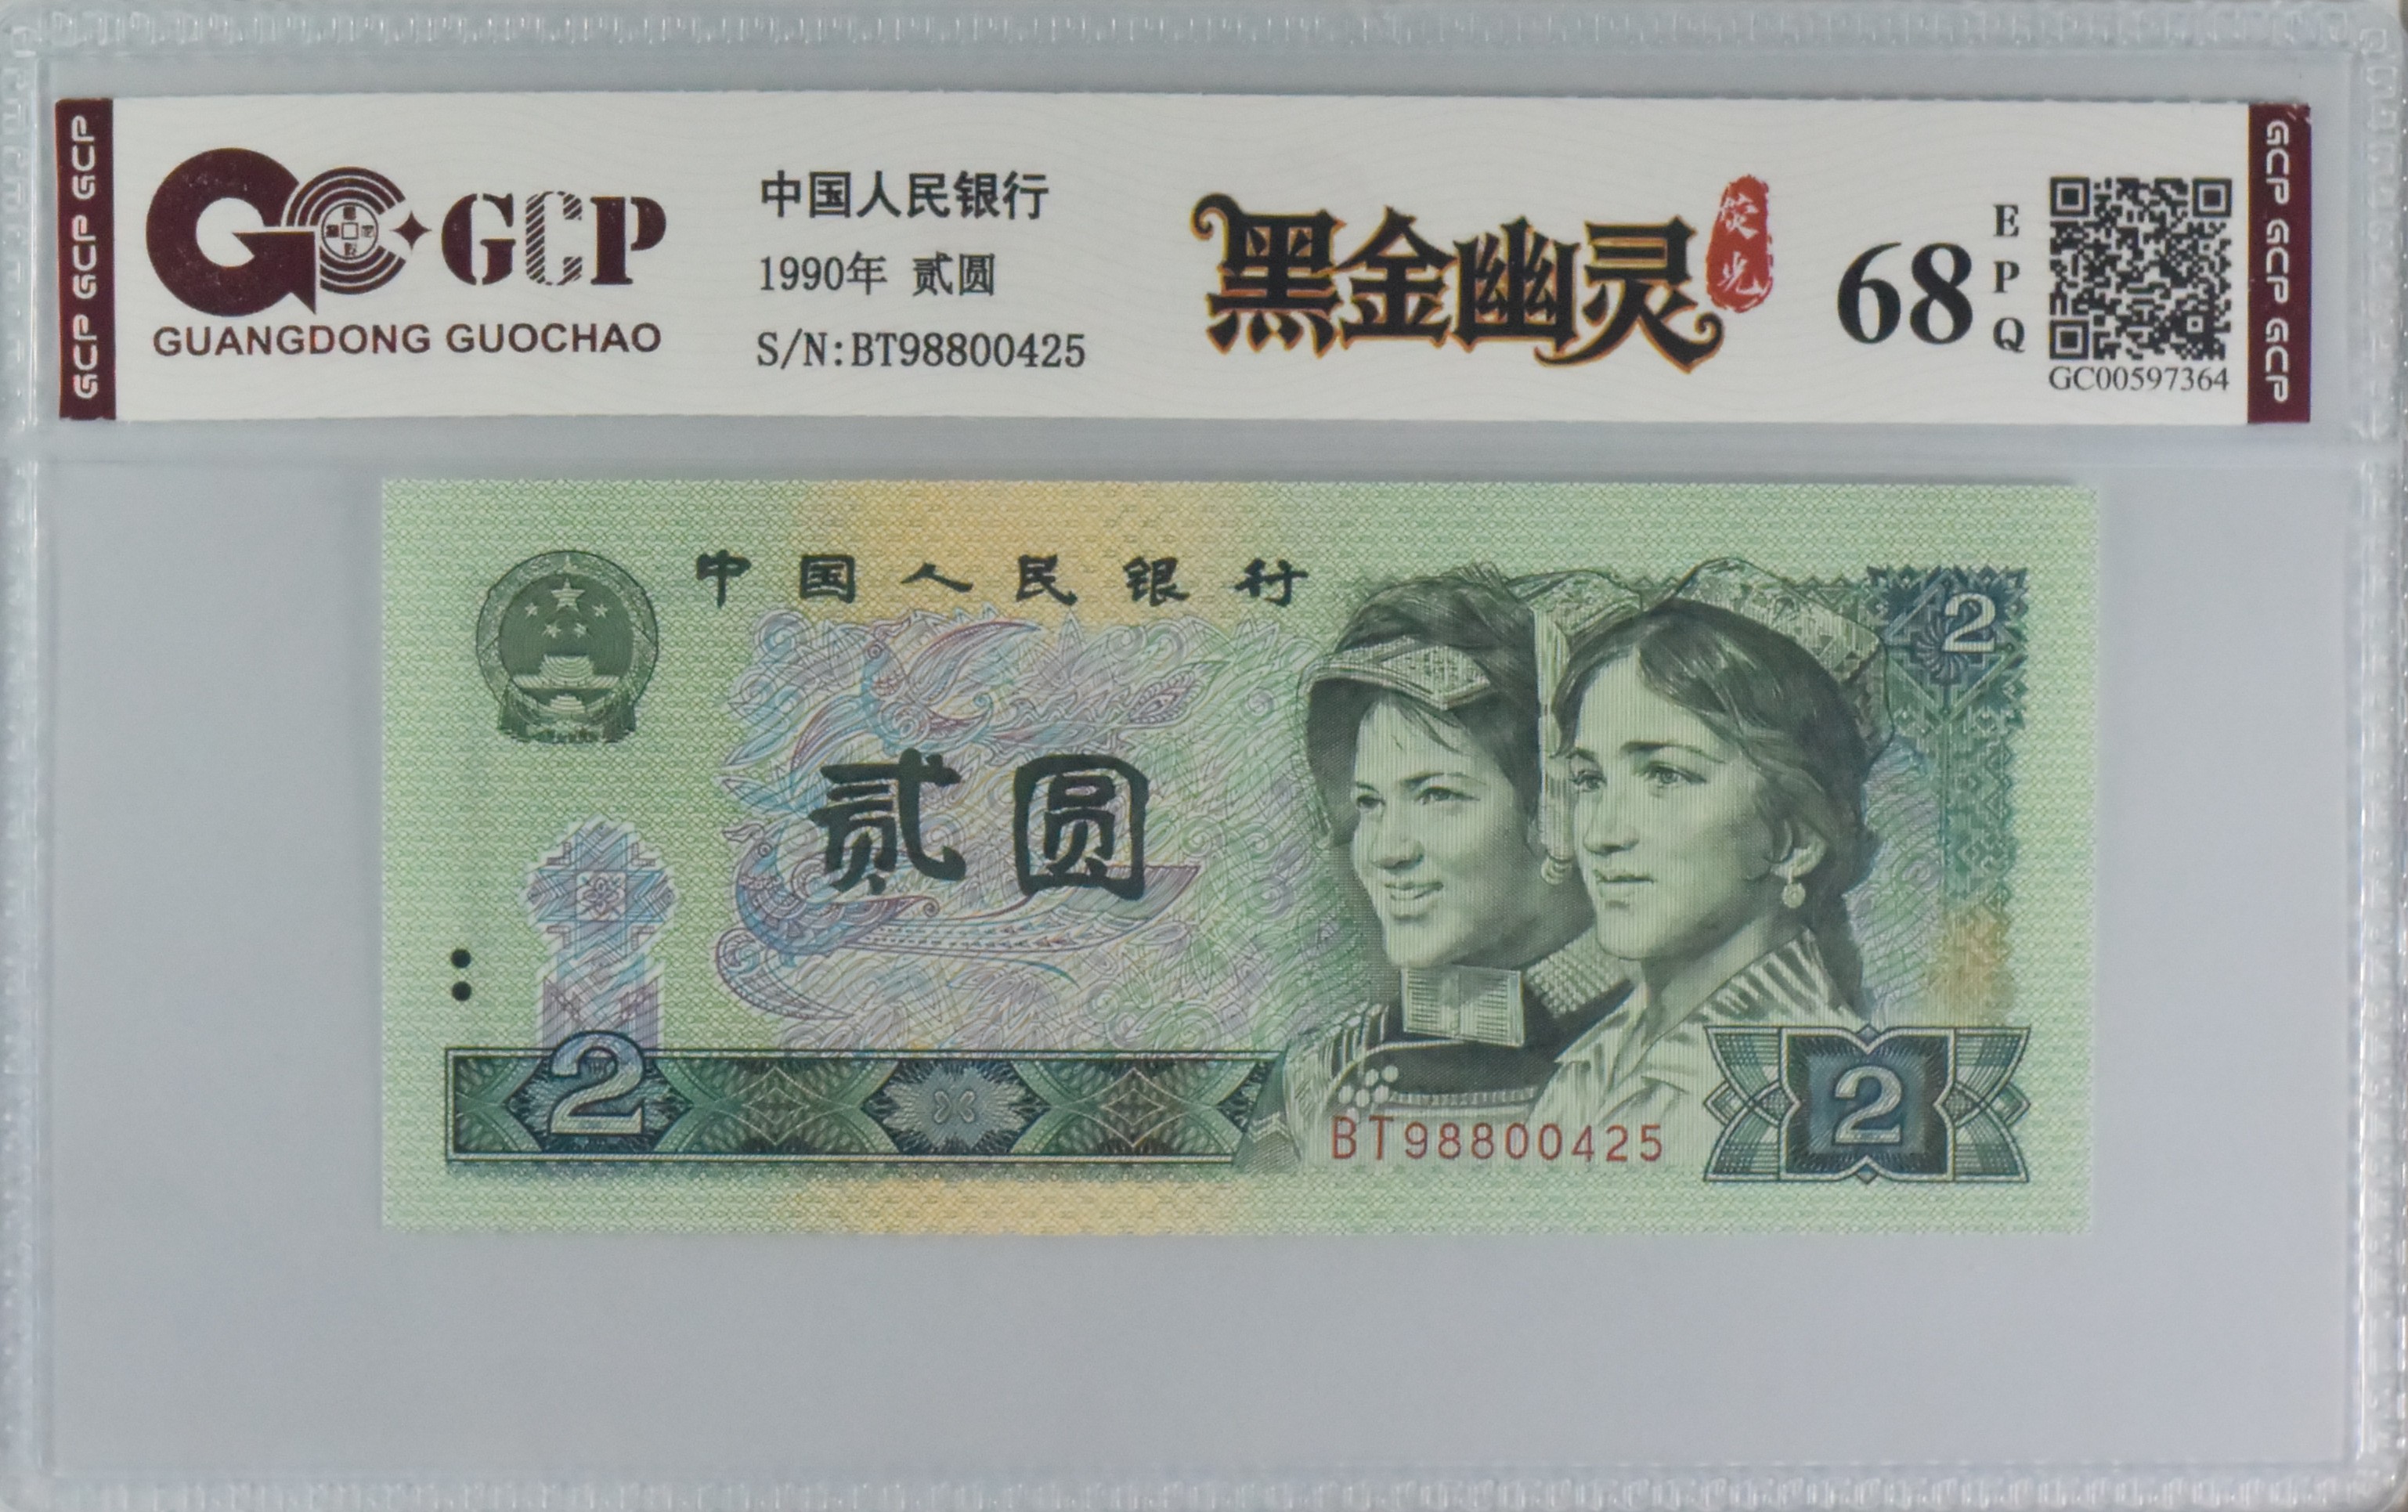 GCP GCP GCP
GCP
GUANGDONG GUOCHAO
中国人民银行
1990年 贰圆
S/N:BT98800425
黑金幽灵
荧光
68
EPQ
GC00597364
GCP GCP GCP
中国人民银行
2
贰圆
2
BT98800425
2